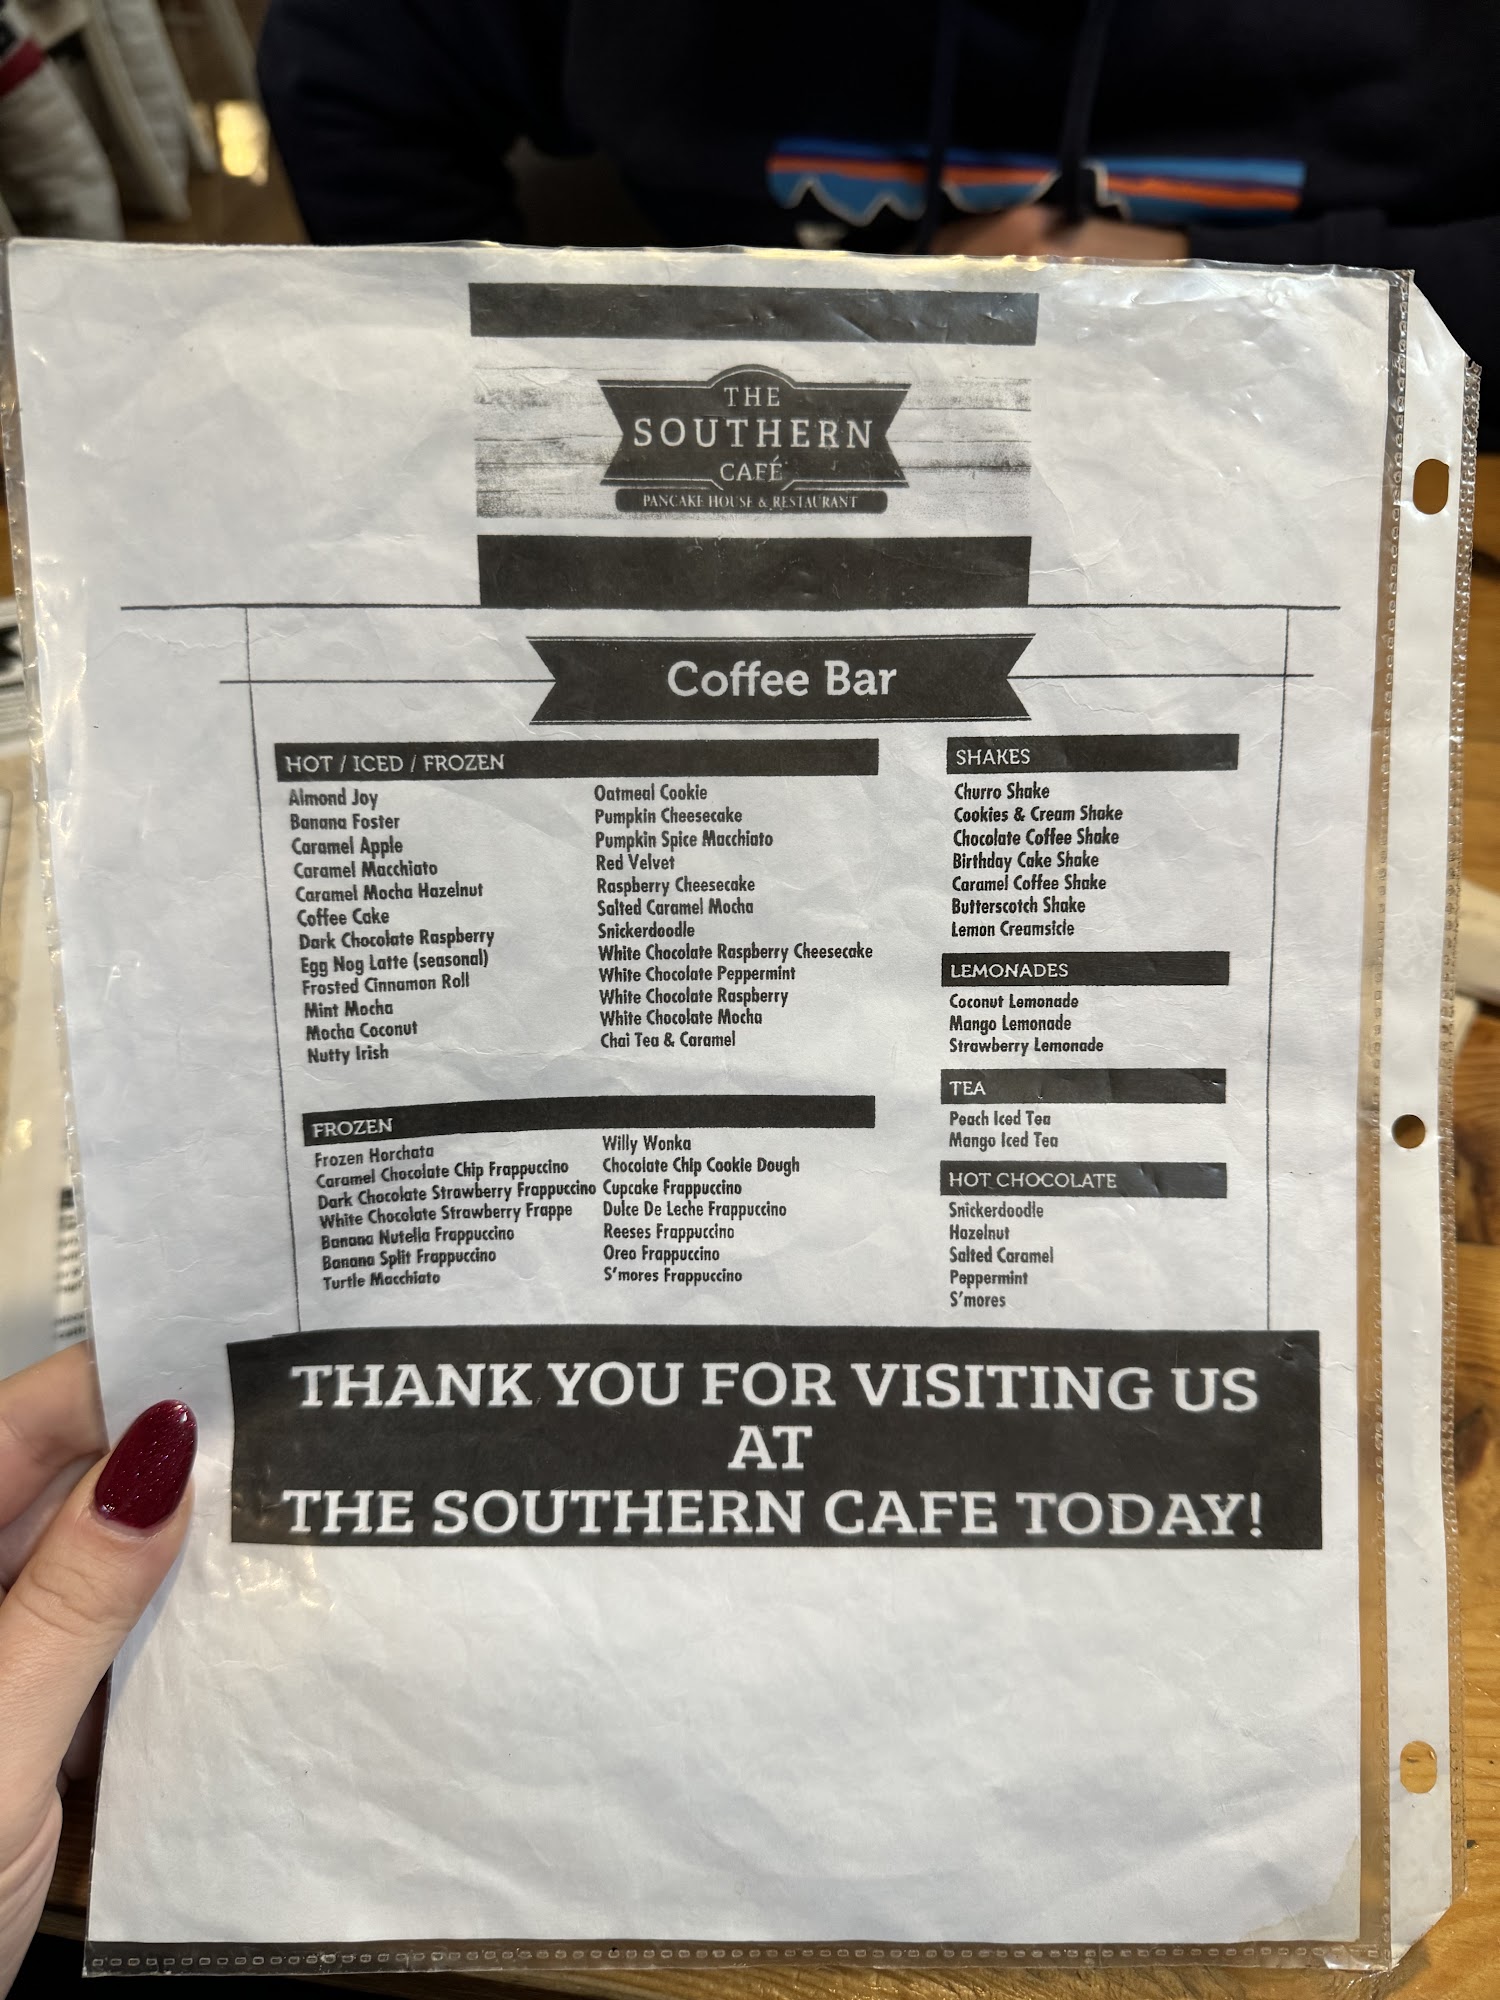 THE
SOUTHERN
CAFÉ
PANCAKE HOUSE & RESTAURANT
Coffee Bar
HOT / ICED / FROZEN
Almond Joy
Banana Foster
Caramel Apple
Caramel Macchiato
Caramel Mocha Hazelnut
Coffee Cake
Dark Chocolate Raspberry
Egg Nog Latte (seasonal)
Frosted Cinnamon Roll
Mint Mocha
Mocha Coconut
Nutty Irish
Oatmeal Cookie
Pumpkin Cheesecake
Pumpkin Spice Macchiato
Red Velvet
Raspberry Cheesecake
Salted Caramel Mocha
Snickerdoodle
White Chocolate Raspberry Cheesecake
White Chocolate Peppermint
White Chocolate Raspberry
White Chocolate Mocha
Chai Tea & Caramel
FROZEN
Frozen Horchata
Caramel Chocolate Chip Frappuccino
Dark Chocolate Strawberry Frappuccino
White Chocolate Strawberry Frappe
Banana Nutella Frappuccino
Banana Split Frappuccino
Turtle Macchiato
Willy Wonka
Chocolate Chip Cookie Dough
Cupcake Frappuccino
Dulce De Leche Frappuccino
Reeses Frappuccino
Oreo Frappuccino
S'mores Frappuccino
SHAKES
Churro Shake
Cookies & Cream Shake
Chocolate Coffee Shake
Birthday Cake Shake
Caramel Coffee Shake
Butterscotch Shake
Lemon Creamsicle
LEMONADES
Coconut Lemonade
Mango Lemonade
Strawberry Lemonade
TEA
Peach Iced Tea
Mango Iced Tea
HOT CHOCOLATE
Snickerdoodle
Hazelnut
Salted Caramel
Peppermint
S'mores
THANK YOU FOR VISITING US
AT
THE SOUTHERN CAFE TODAY!